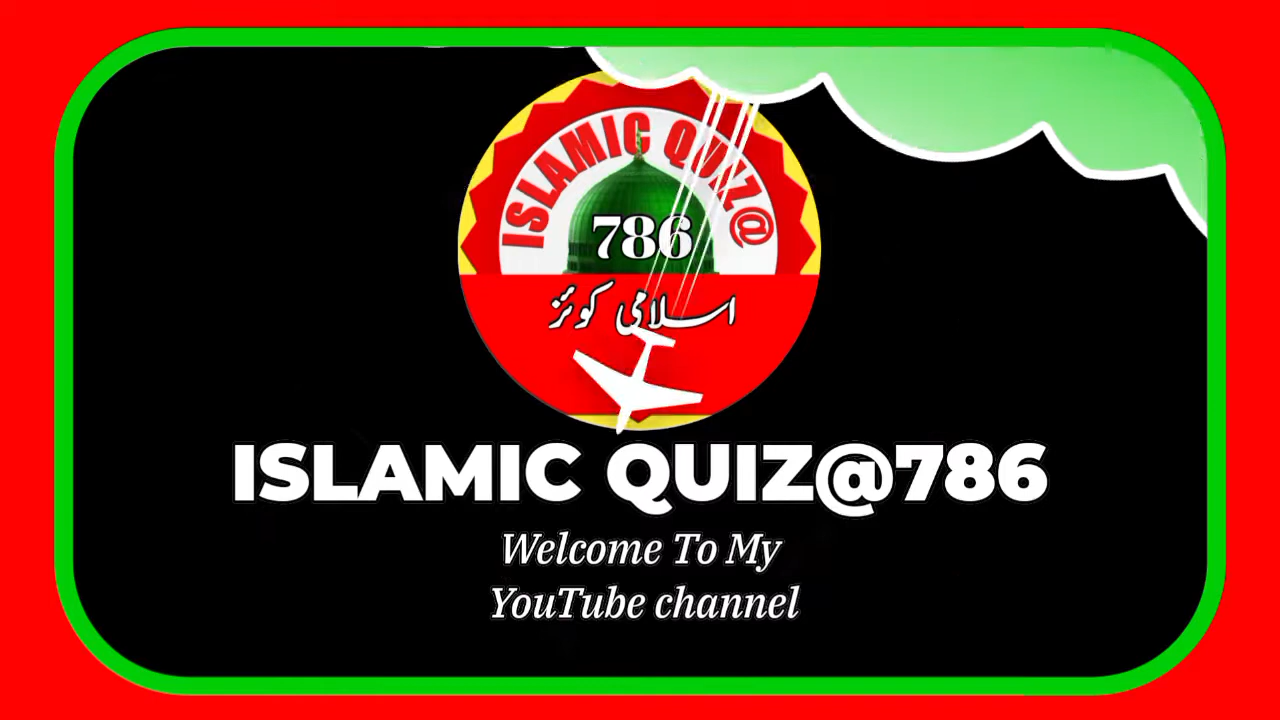 ISLAMIC QUIZ@
786
اسلامی کوئز
ISLAMIC QUIZ@786
Welcome To My
YouTube channel